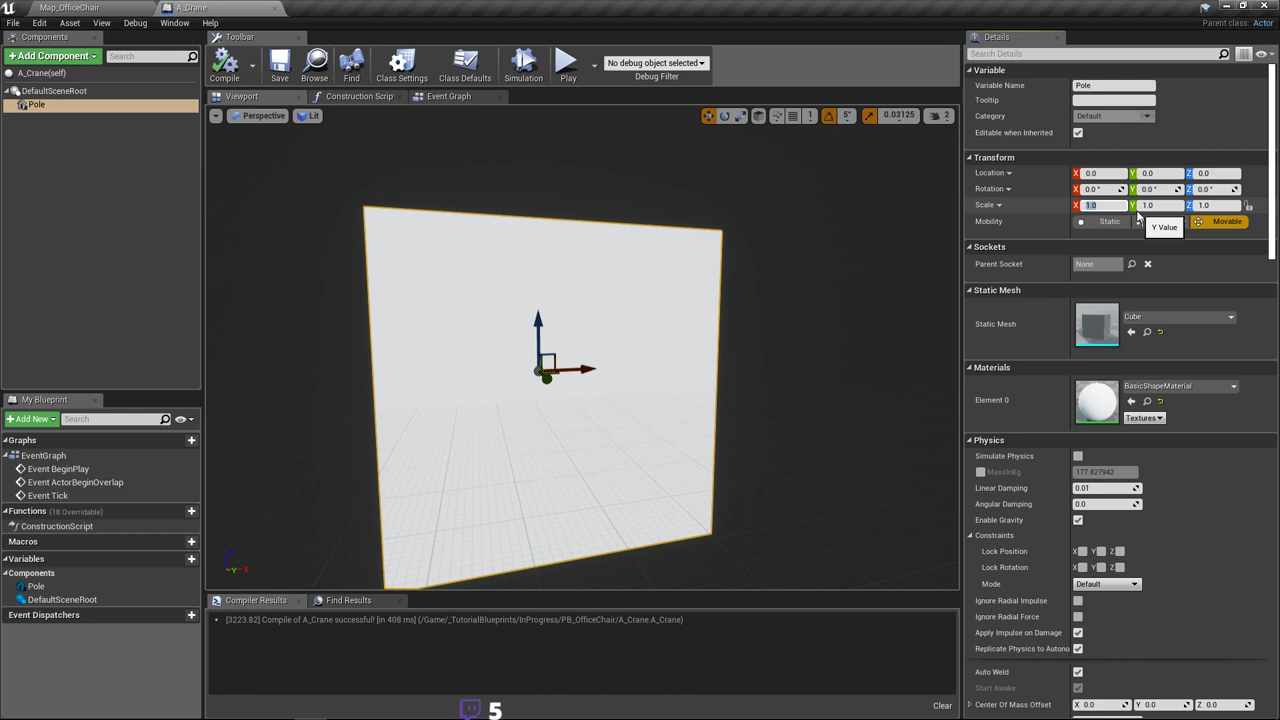 Map_OfficeChair
A_Crane
File Edit Asset View Debug Window Help
Parent class: Actor
Components
Add Component
Search
A_Crane(self)
DefaultSceneRoot
Pole
Toolbar
Compile
Save
Browse
Find
Class Settings
Class Defaults
Simulation
Play
No debug object selected
Debug Filter
Viewport
Construction Scrip
Event Graph
Perspective
Lit
1
5°
0.03125
2
Y
X
My Blueprint
Add New
Search
Graphs
EventGraph
Event BeginPlay
Event ActorBeginOverlap
Event Tick
Functions (18 Overridable)
ConstructionScript
Macros
Variables
Components
Pole
DefaultSceneRoot
Event Dispatchers
Compiler Results
Find Results
[3223.82] Compile of A_Crane successful! [in 408 ms] (/Game/_TutorialBlueprints/InProgress/PB_OfficeChair/A_Crane.A_Crane)
5
Clear
Details
Search Details
Variable
Variable Name Pole
Tooltip
Category Default
Editable when Inherited
Transform
Location X 0.0 Y 0.0 Z 0.0
Rotation X 0.0 ° Y 0.0 ° Z 0.0 °
Scale X 1.0 Y 1.0 Z 1.0
Mobility Static Movable
Y Value
Sockets
Parent Socket None
Static Mesh
Static Mesh Cube
Materials
Element 0 BasicShapeMaterial
Textures
Physics
Simulate Physics
MassInKg 177.827942
Linear Damping 0.01
Angular Damping 0.0
Enable Gravity
Constraints
Lock Position X Y Z
Lock Rotation X Y Z
Mode Default
Ignore Radial Impulse
Ignore Radial Force
Apply Impulse on Damage
Replicate Physics to Autono
Auto Weld
Start Awake
Center Of Mass Offset X 0.0 Y 0.0 Z 0.0